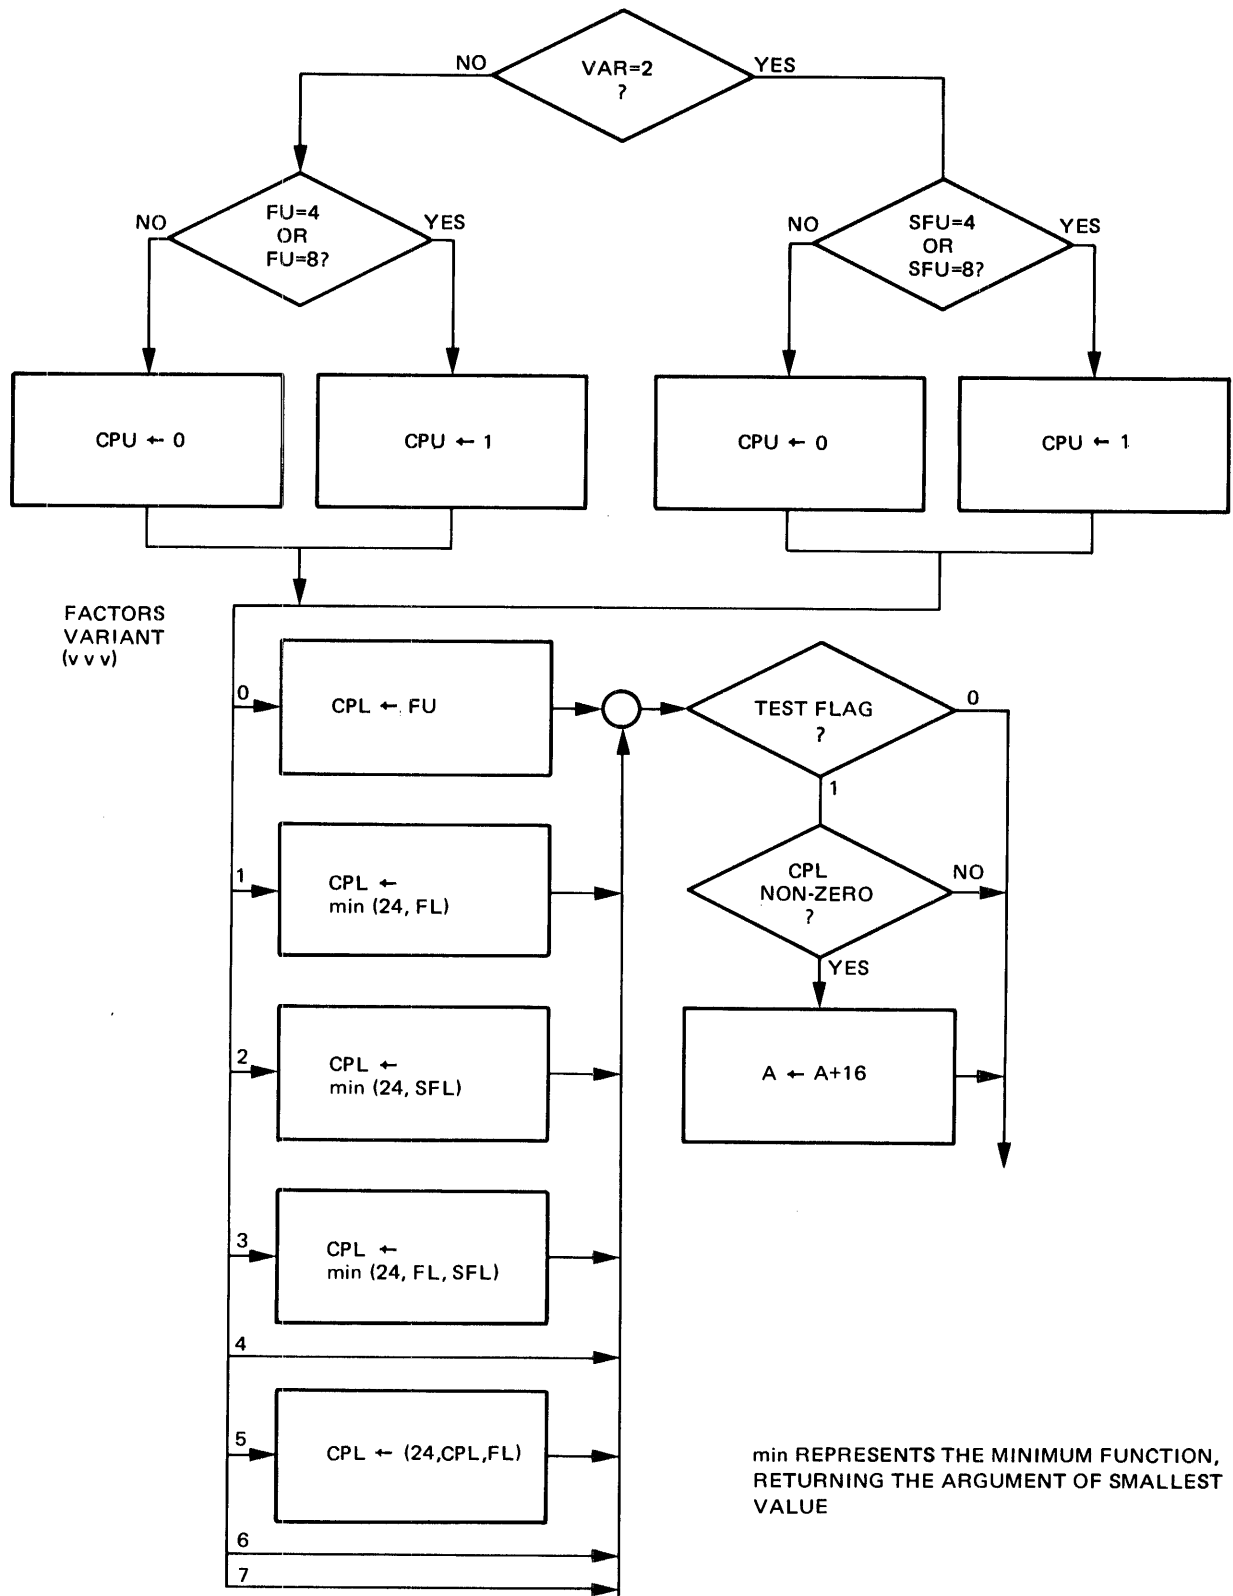 VAR=2
?
NO
YES
FU=4
OR
FU=8?
NO
YES
SFU=4
OR
SFU=8?
NO
YES
CPU ← 0
CPU ← 1
CPU ← 0
CPU ← 1
FACTORS
VARIANT
(v v v)
0
CPL ← FU
TEST FLAG
?
0
1
1
CPL ←
min (24, FL)
CPL
NON-ZERO
?
NO
YES
2
CPL ←
min (24, SFL)
A ← A+16
3
CPL ←
min (24, FL, SFL)
4
5
CPL ← (24,CPL,FL)
6
7
min REPRESENTS THE MINIMUM FUNCTION,
RETURNING THE ARGUMENT OF SMALLEST
VALUE